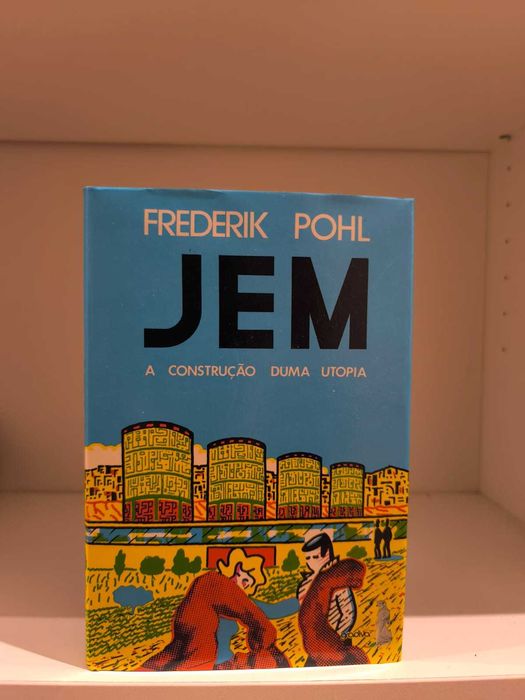 FREDERIK POHL
JEM
A CONSTRUÇÃO DUMA UTOPIA